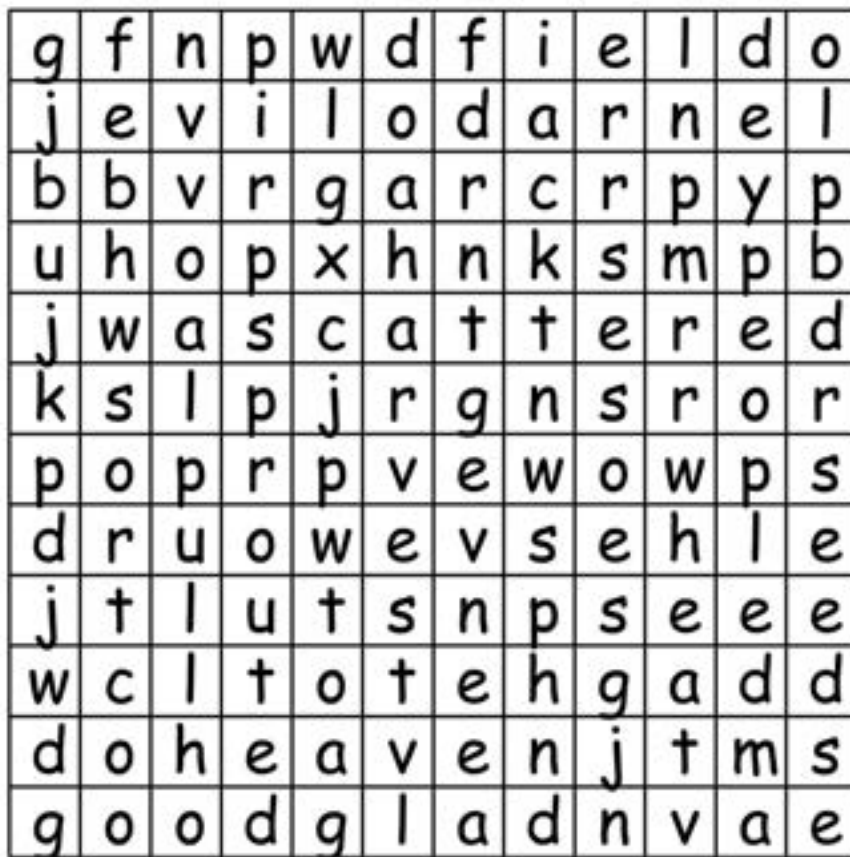 g f n p w d f i e l d o
j e v i l o d a r n e l
b b v r g a r c r p y p
u h o p x h n k s m p b
j w a s c a t t e r e d
k s l p j r g n s r o r
p o p r p v e w o w p s
d r u o w e v s e h l e
j t l u t s n p s e e e
w c l t o t e h g a d d
d o h e a v e n j t m s
g o o d g l a d n v a e